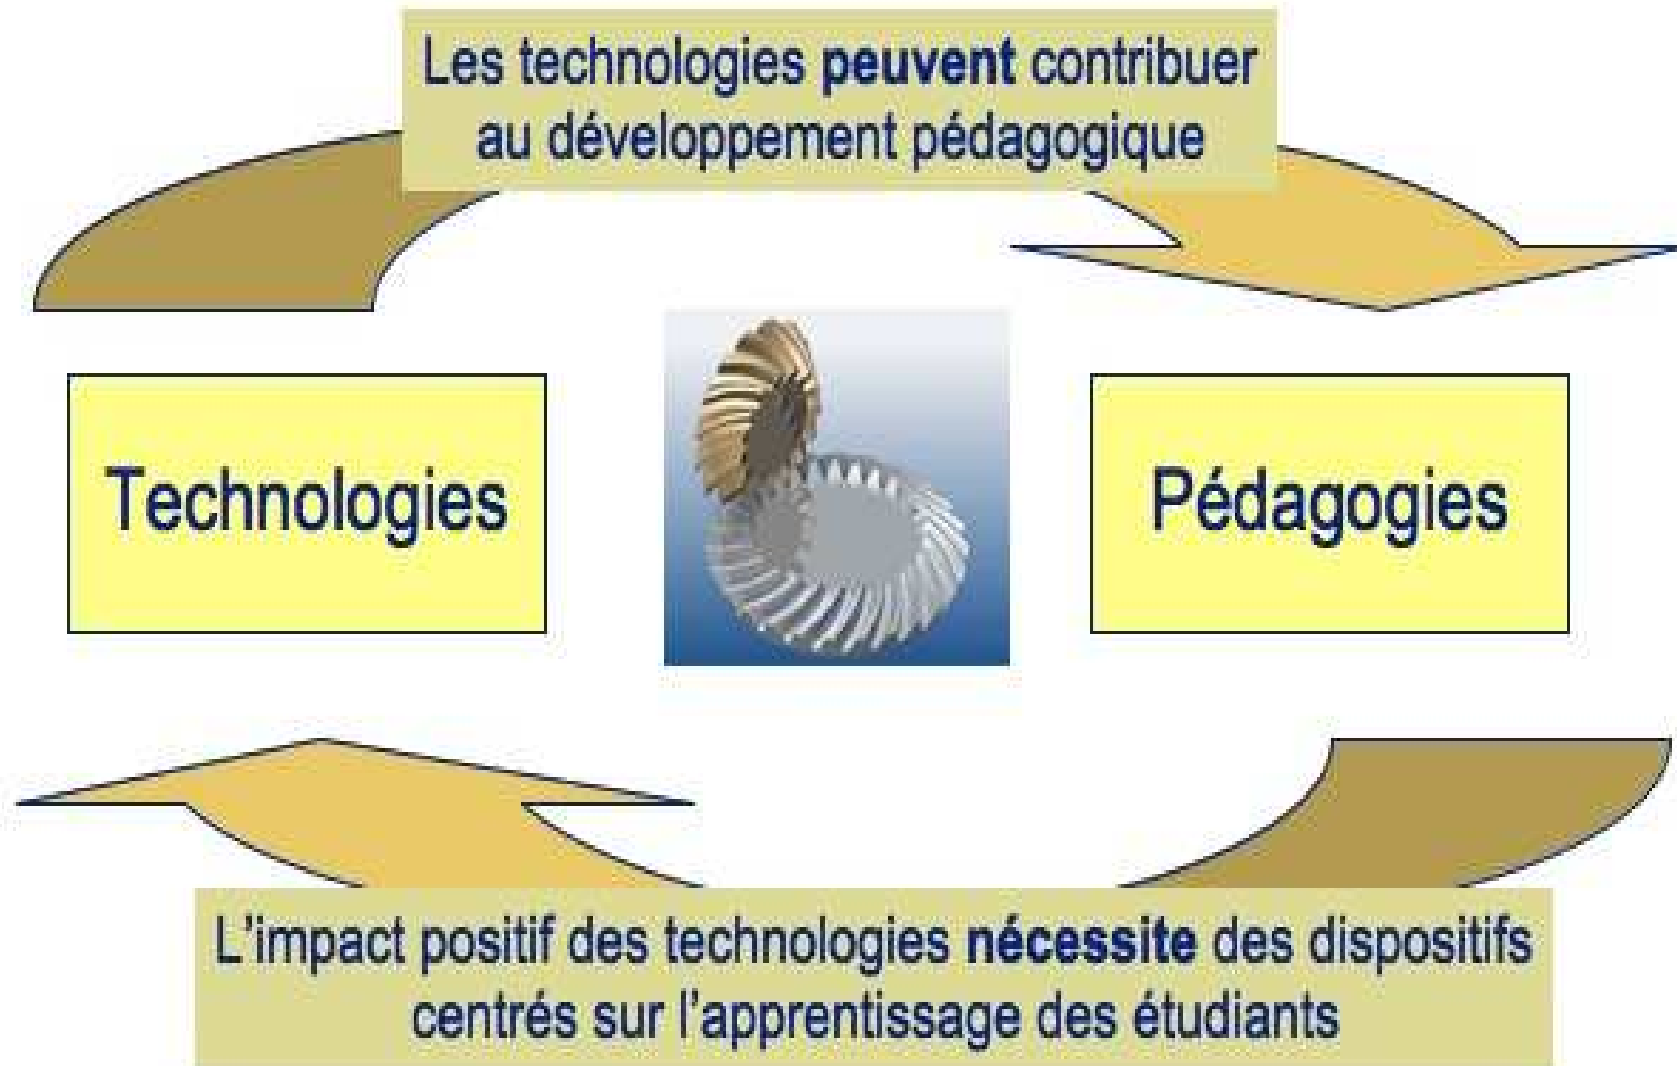 Les technologies peuvent contribuer
au développement pédagogique
Technologies
Pédagogies
L'impact positif des technologies nécessite des dispositifs
centrés sur l'apprentissage des étudiants